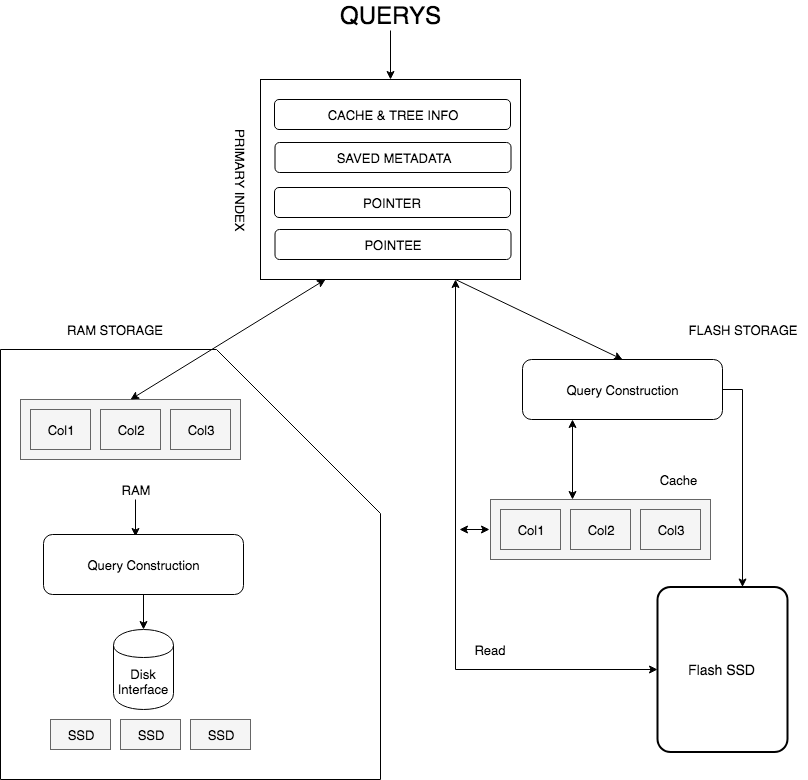 QUERYS
CACHE & TREE INFO
SAVED METADATA
POINTER
POINTEE
PRIMARY INDEX
RAM STORAGE
Col1
Col2
Col3
RAM
Query Construction
Disk
Interface
SSD
SSD
SSD
FLASH STORAGE
Query Construction
Cache
Col1
Col2
Col3
Read
Flash SSD